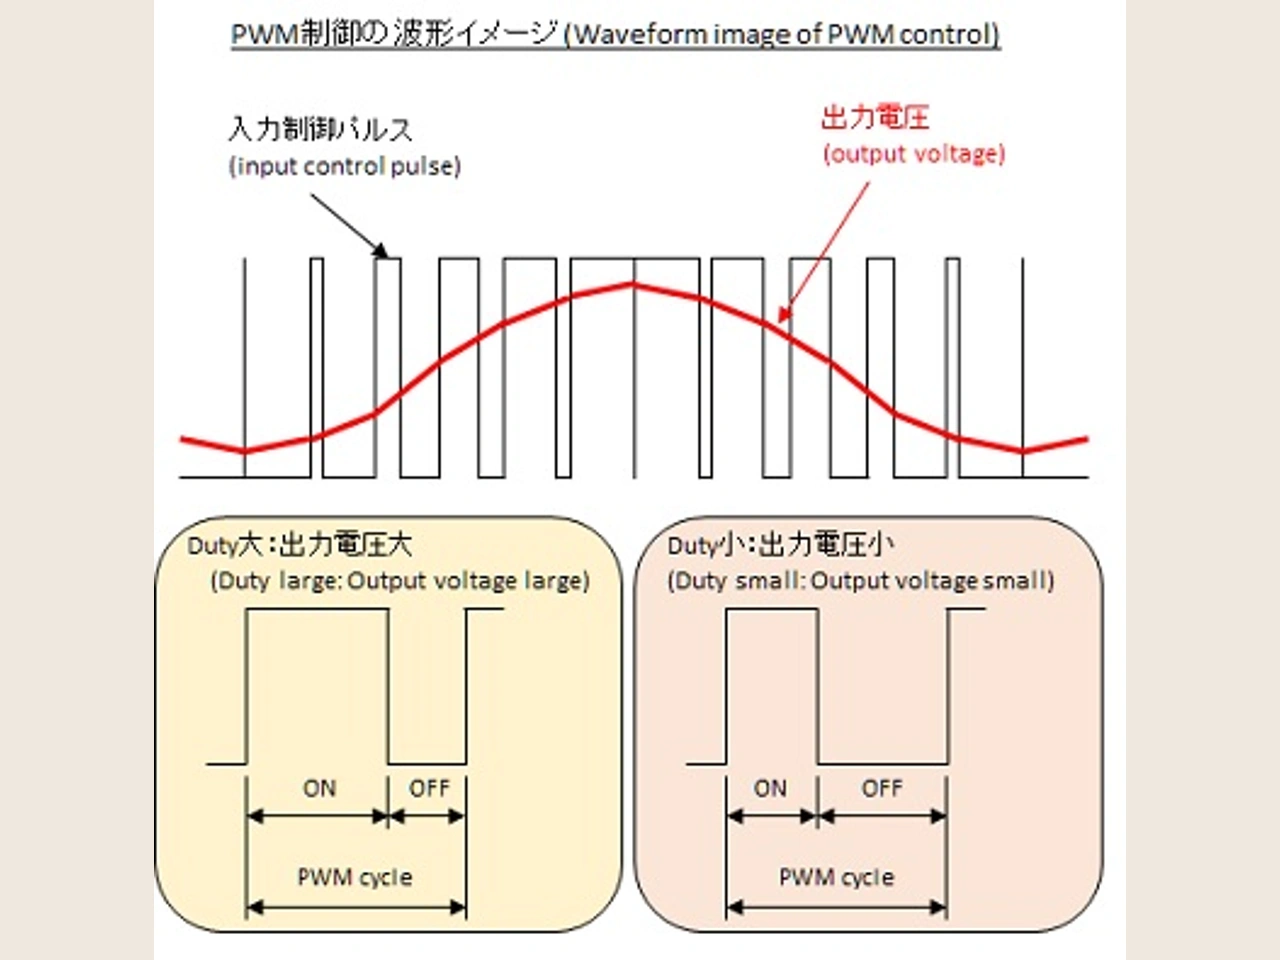 PWM制御の波形イメージ(Waveform image of PWM control)
入力制御パルス
(input control pulse)
出力電圧
(output voltage)
Duty大:出力電圧大
(Duty large: Output voltage large)
ON
OFF
PWM cycle
Duty小:出力電圧小
(Duty small: Output voltage small)
ON
OFF
PWM cycle